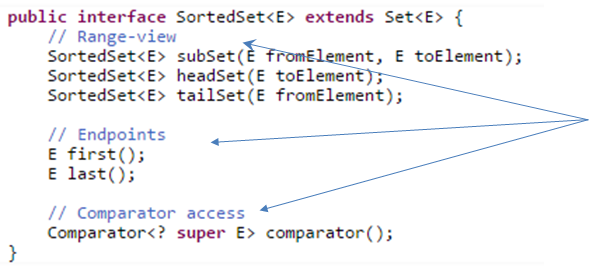 public interface SortedSet<E> extends Set<E> {
// Range-view
SortedSet<E> subSet(E fromElement, E toElement);
SortedSet<E> headSet(E toElement);
SortedSet<E> tailSet(E fromElement);
// Endpoints
E first();
E last();
// Comparator access
Comparator<? super E> comparator();
}